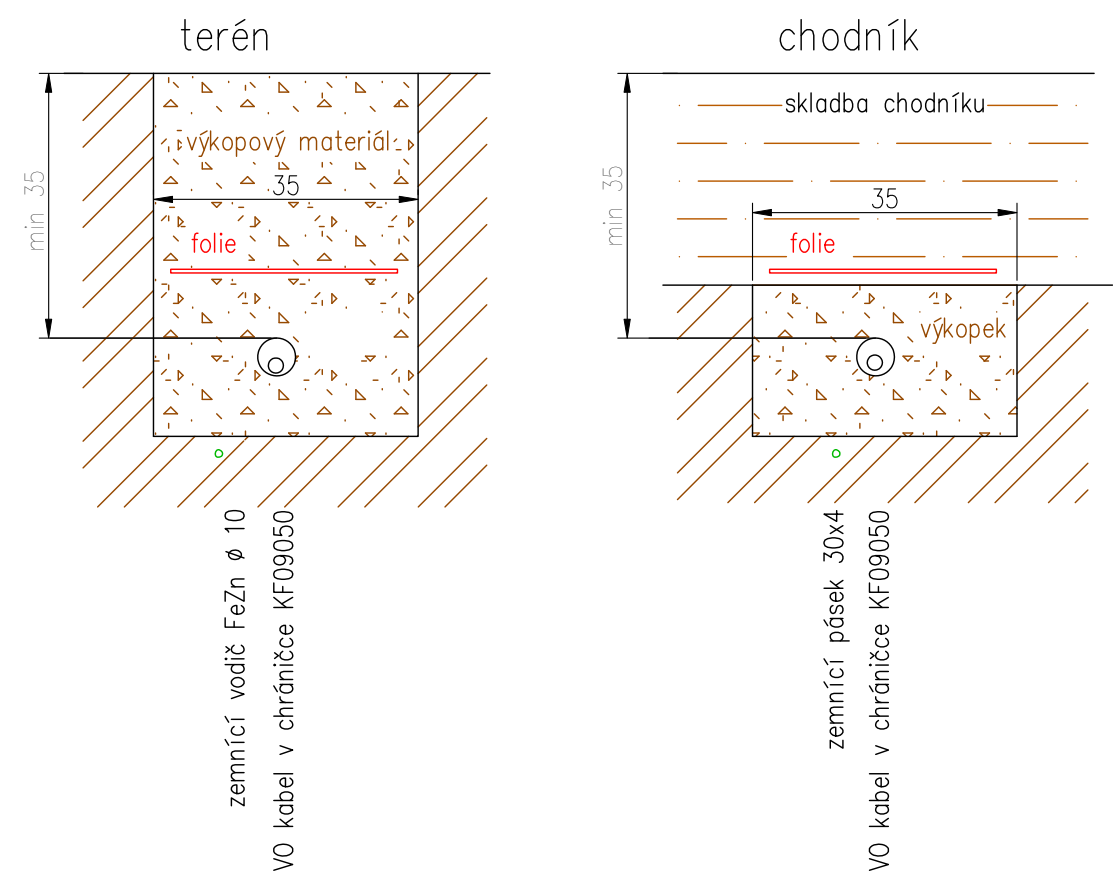 terén
výkopový materiál
35
min 35
folie
zemnící vodič FeZn ϕ 10
VO kabel v chráničce KF09050
chodník
skladba chodníku
35
min 35
folie
výkopek
zemnící pásek 30x4
VO kabel v chráničce KF09050